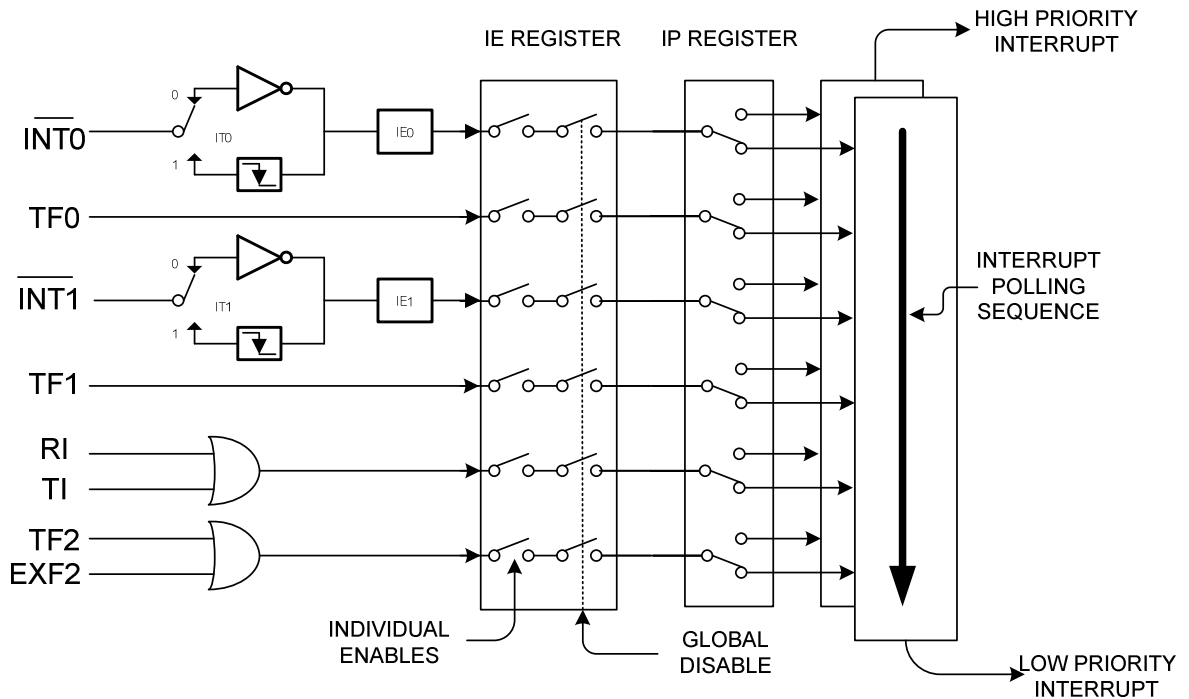 HIGH PRIORITY
INTERRUPT
IE REGISTER
IP REGISTER
INT0
0
IT0
1
IE0
TF0
INT1
0
IT1
1
IE1
INTERRUPT
POLLING
SEQUENCE
TF1
RI
TI
TF2
EXF2
INDIVIDUAL
ENABLES
GLOBAL
DISABLE
LOW PRIORITY
INTERRUPT